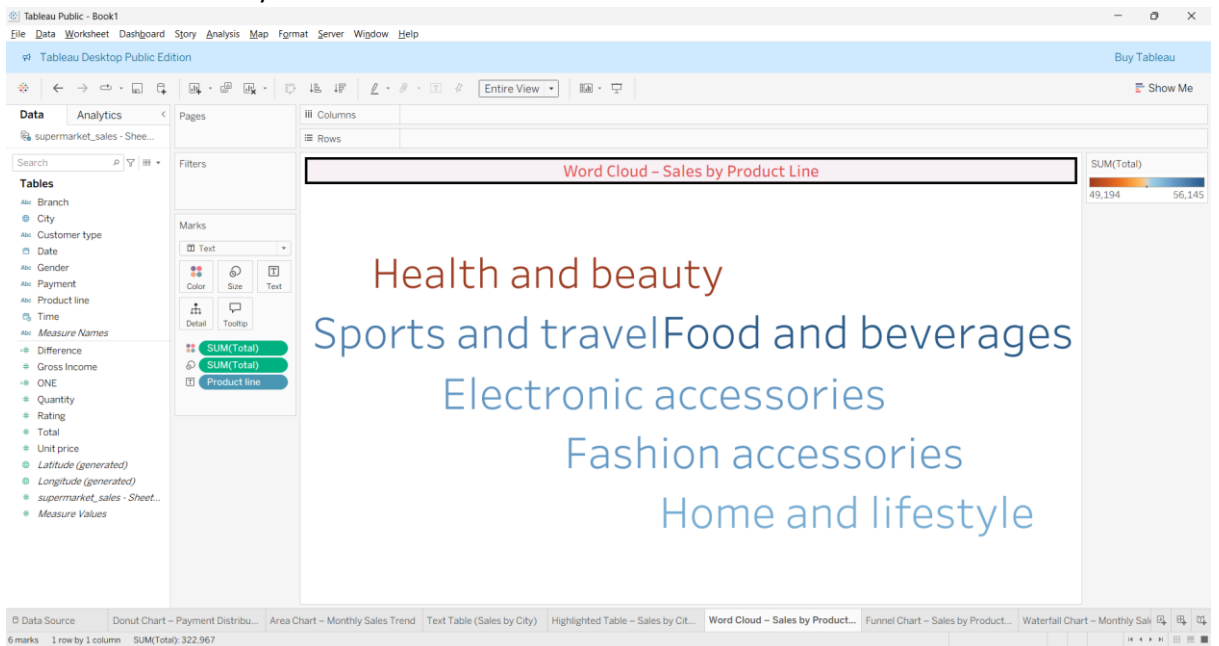 Tableau Public - Book1
File Data Worksheet Dashboard Story Analysis Map Format Server Window Help
Tableau Desktop Public Edition
Buy Tableau
Entire View
Show Me
Data
Analytics
supermarket_sales - Shee...
Search
Tables
Abc Branch
City
Abc Customer type
Date
Abc Gender
Abc Payment
Abc Product line
Time
Abc Measure Names
Difference
Gross Income
ONE
Quantity
Rating
Total
Unit price
Latitude (generated)
Longitude (generated)
supermarket_sales - Sheet...
Measure Values
Pages
Filters
Marks
Text
Color Size Text
Detail Tooltip
SUM(Total)
SUM(Total)
Product line
Columns
Rows
Word Cloud – Sales by Product Line
Health and beauty
Sports and travel Food and beverages
Electronic accessories
Fashion accessories
Home and lifestyle
SUM(Total)
49,194 56,145
Data Source Donut Chart – Payment Distribu... Area Chart – Monthly Sales Trend Text Table (Sales by City) Highlighted Table – Sales by Cit... Word Cloud – Sales by Product... Funnel Chart – Sales by Product... Waterfall Chart – Monthly Sal
6 marks 1 row by 1 column SUM(Total): 322,967